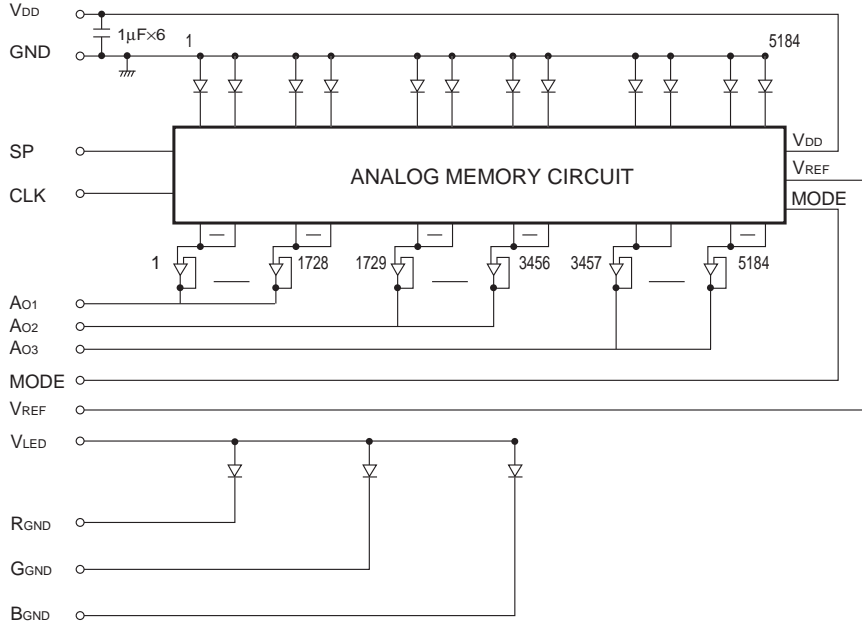 VDD
1μF×6
GND
1
5184
SP
CLK
ANALOG MEMORY CIRCUIT
VDD
VREF
MODE
1
1728
1729
3456
3457
5184
AO1
AO2
AO3
MODE
VREF
VLED
RGND
GGND
BGND